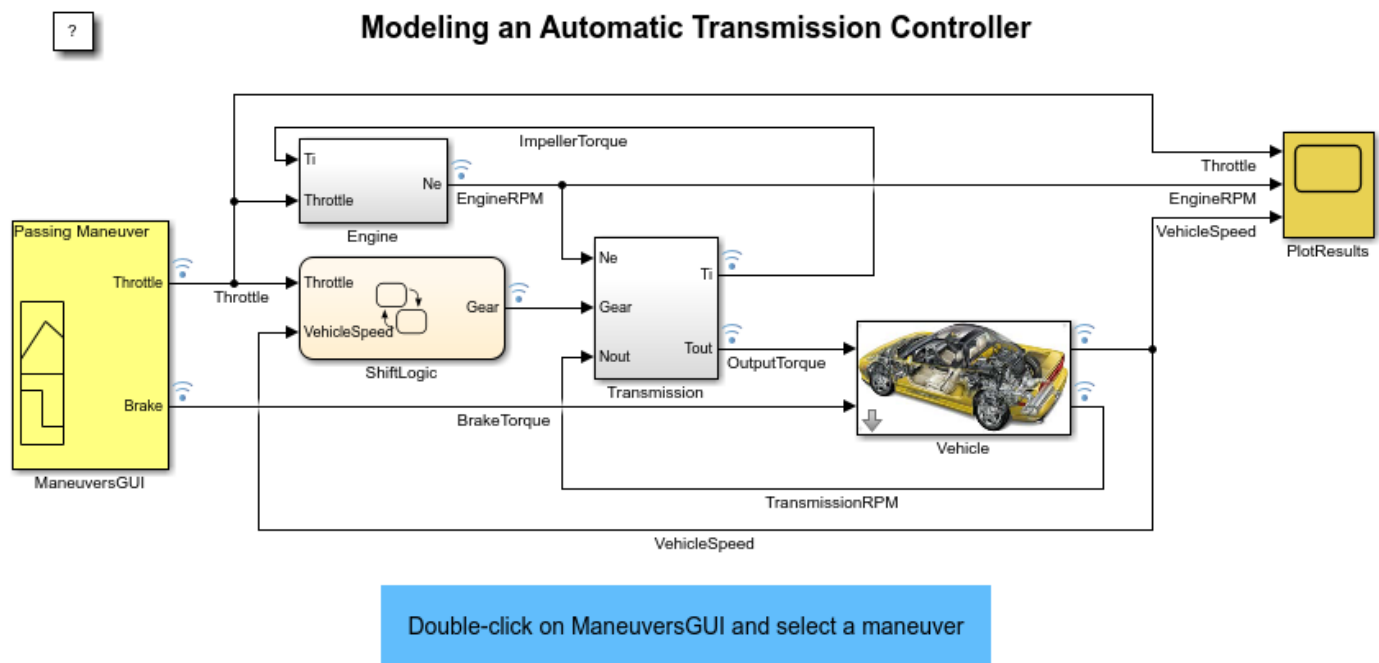 ?
Modeling an Automatic Transmission Controller
ImpellerTorque
Ti
Throttle
Ne
EngineRPM
Engine
Throttle
EngineRPM
VehicleSpeed
PlotResults
Passing Maneuver
Throttle
Brake
ManeuversGUI
Throttle
Throttle
VehicleSpeed
Gear
ShiftLogic
Ne
Gear
Nout
Ti
Tout
Transmission
OutputTorque
BrakeTorque
Vehicle
TransmissionRPM
VehicleSpeed
Double-click on ManeuversGUI and select a maneuver